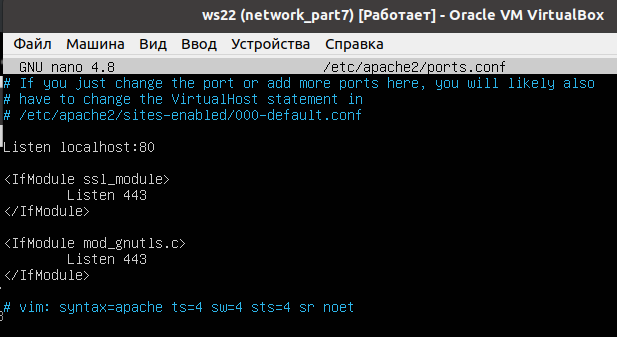 ws22 (network_part7) [Работает] - Oracle VM VirtualBox
Файл Машина Вид Ввод Устройства Справка
GNU nano 4.8 /etc/apache2/ports.conf
# If you just change the port or add more ports here, you will likely also
# have to change the VirtualHost statement in
# /etc/apache2/sites-enabled/000-default.conf
Listen localhost:80
<IfModule ssl_module>
Listen 443
</IfModule>
<IfModule mod_gnutls.c>
Listen 443
</IfModule>
# vim: syntax=apache ts=4 sw=4 sts=4 sr noet